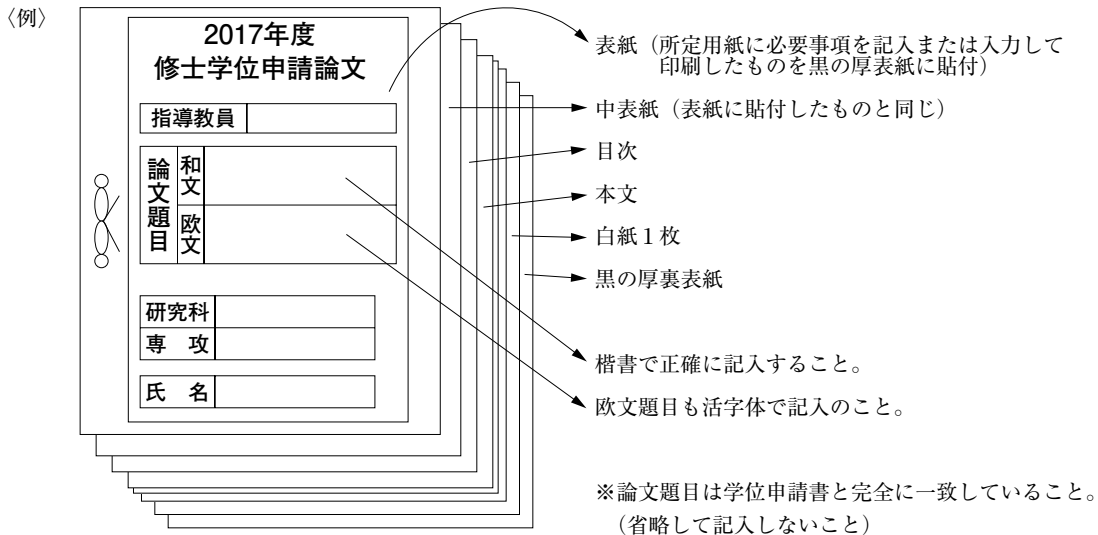 〈例〉
2017年度
修士学位申請論文
指導教員
論文題目
和文
欧文
研究科
専　攻
氏　名
表紙（所定用紙に必要事項を記入または入力して
印刷したものを黒の厚表紙に貼付）
中表紙（表紙に貼付したものと同じ）
目次
本文
白紙１枚
黒の厚裏表紙
楷書で正確に記入すること。
欧文題目も活字体で記入のこと。
※論文題目は学位申請書と完全に一致していること。
（省略して記入しないこと）